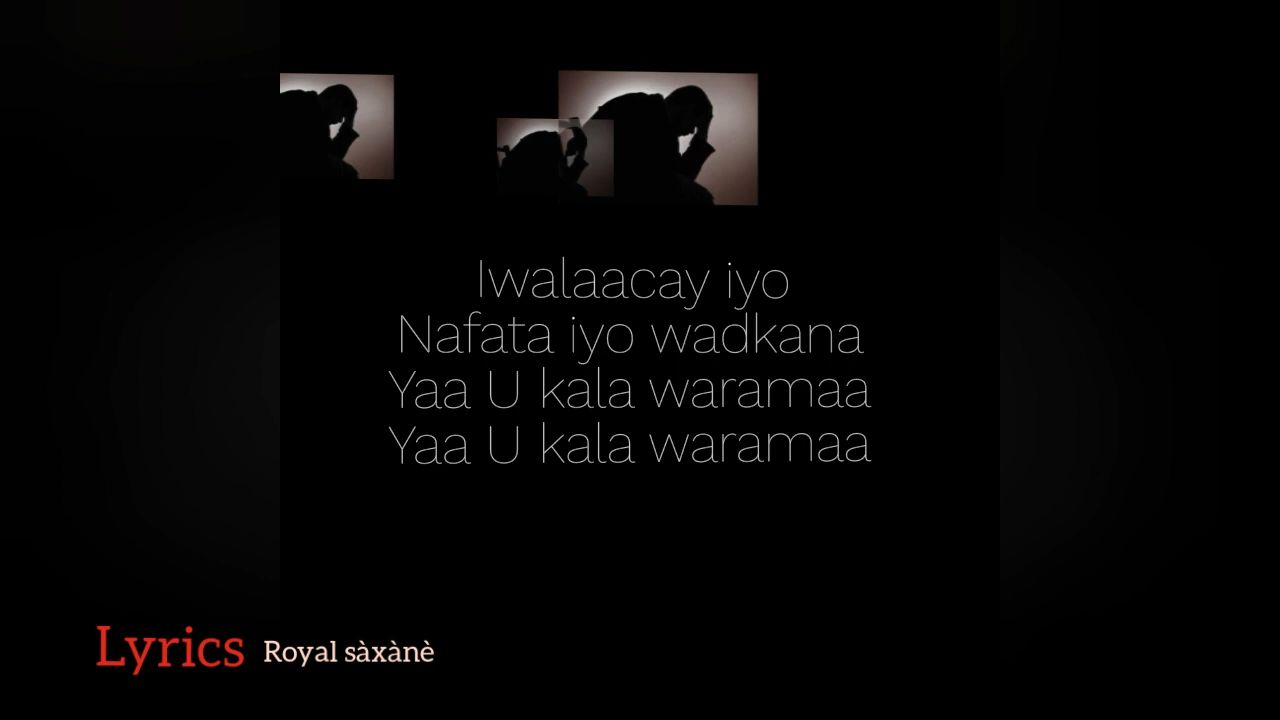 Iwalaacay iyo
Nafata iyo wadkana
Yaa U kala waramaa
Yaa U kala waramaa
Lyrics Royal sàxànè